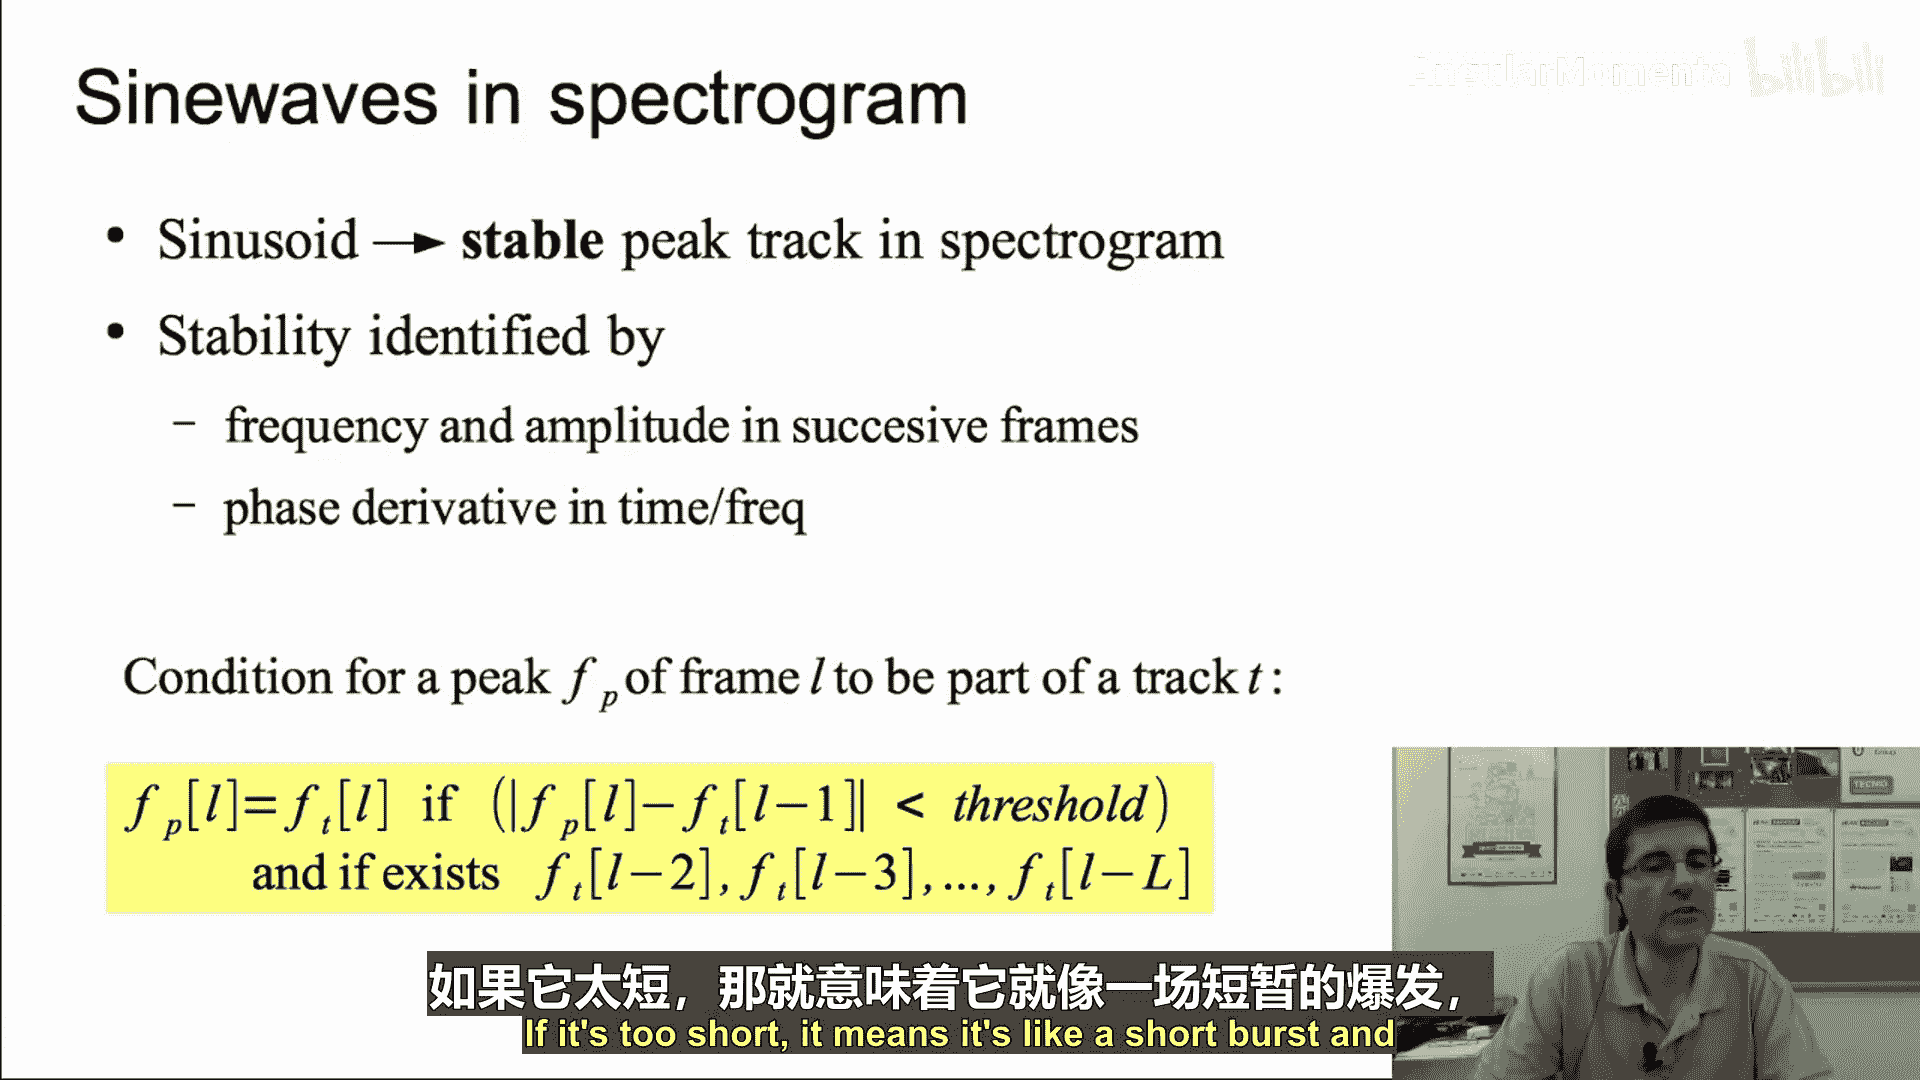 AngularMomenta bilibili
Sinewaves in spectrogram
• Sinusoid → stable peak track in spectrogram
• Stability identified by
– frequency and amplitude in succesive frames
– phase derivative in time/freq
Condition for a peak f_p of frame l to be part of a track t :
f_p[l]=f_t[l] if (|f_p[l]−f_t[l−1]| < threshold)
and if exists f_t[l−2], f_t[l−3],..., f_t[l−L]
TECNIO
如果它太短，那就意味着它就像一场短暂的爆发，
If it's too short, it means it's like a short burst and